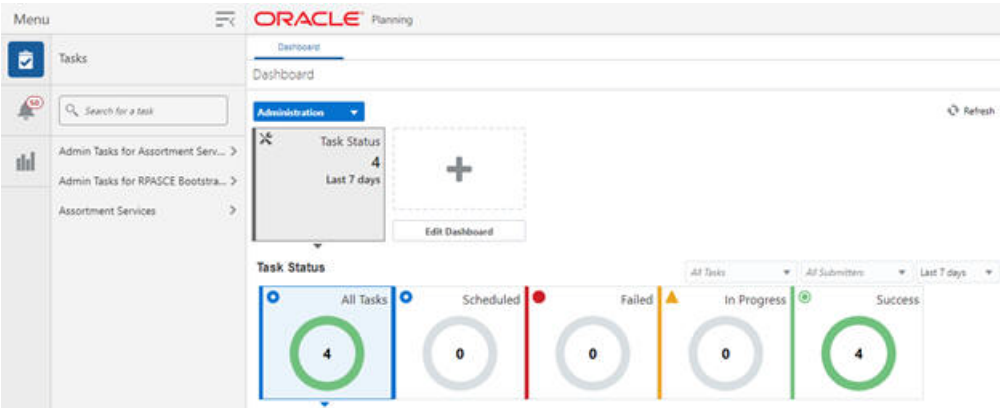 Menu
ORACLE Planning
Tasks
Dashboard
Dashboard
50
Search for a task
Administration
Refresh
Admin Tasks for Assortment Serv...
Admin Tasks for RPASCE Bootstra...
Assortment Services
Task Status
4
Last 7 days
Edit Dashboard
Task Status
All Tasks
All Submitters
Last 7 days
All Tasks
4
Scheduled
0
Failed
0
In Progress
0
Success
4